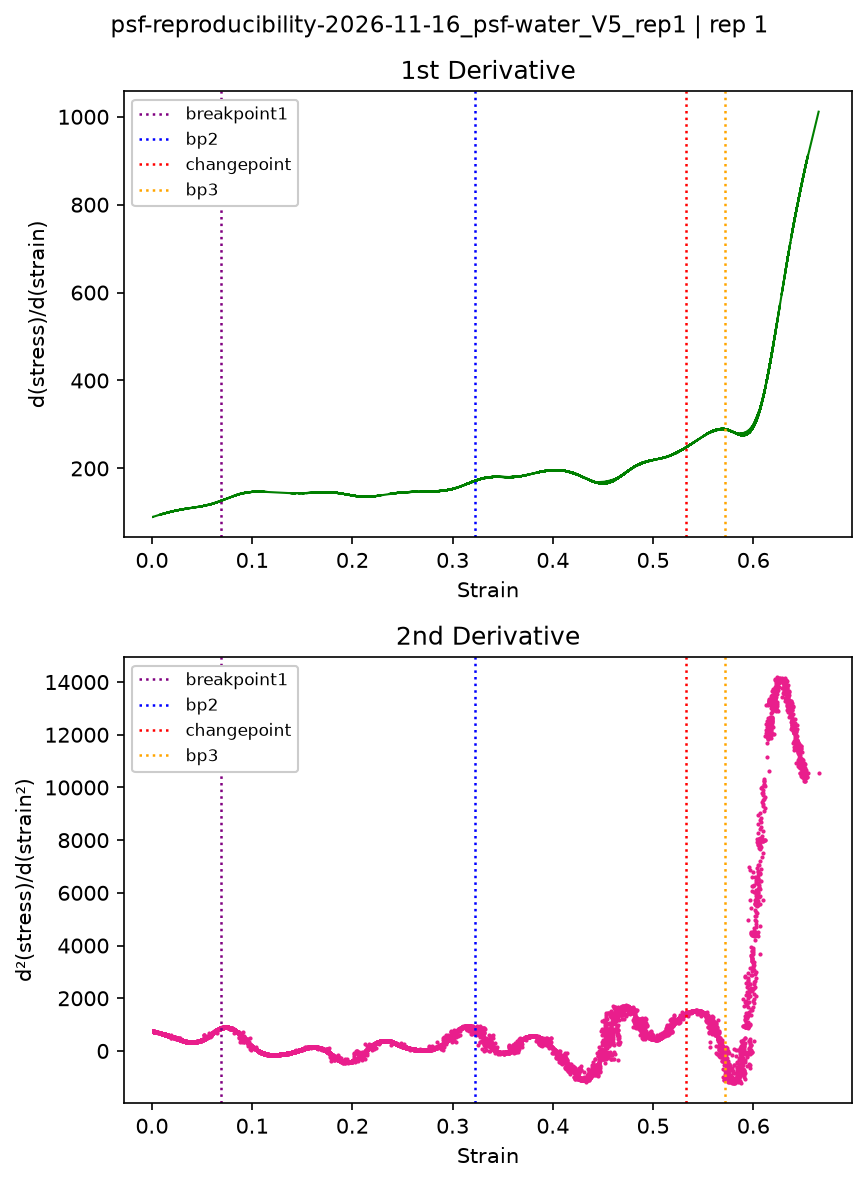 psf-reproducibility-2026-11-16_psf-water_V5_rep1 | rep 1
1st Derivative
breakpoint1
bp2
changepoint
bp3
d(stress)/d(strain)
1000
800
600
400
200
0.0 0.1 0.2 0.3 0.4 0.5 0.6
Strain
2nd Derivative
breakpoint1
bp2
changepoint
bp3
d²(stress)/d(strain²)
14000
12000
10000
8000
6000
4000
2000
0
0.0 0.1 0.2 0.3 0.4 0.5 0.6
Strain